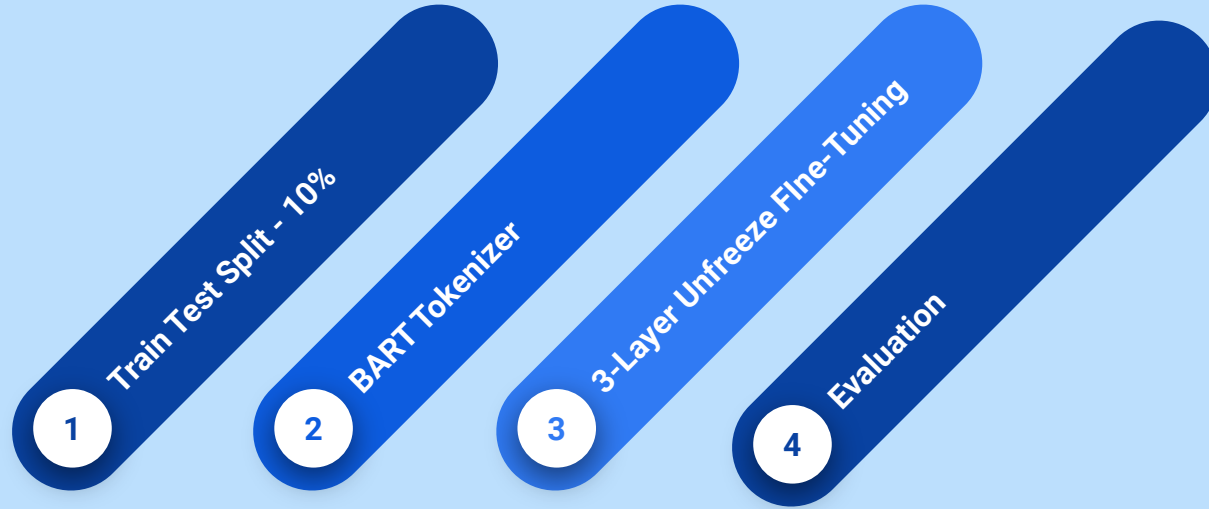 1
Train Test Split - 10%
2
BART Tokenizer
3
3-Layer Unfreeze FIne-Tuning
4
Evaluation